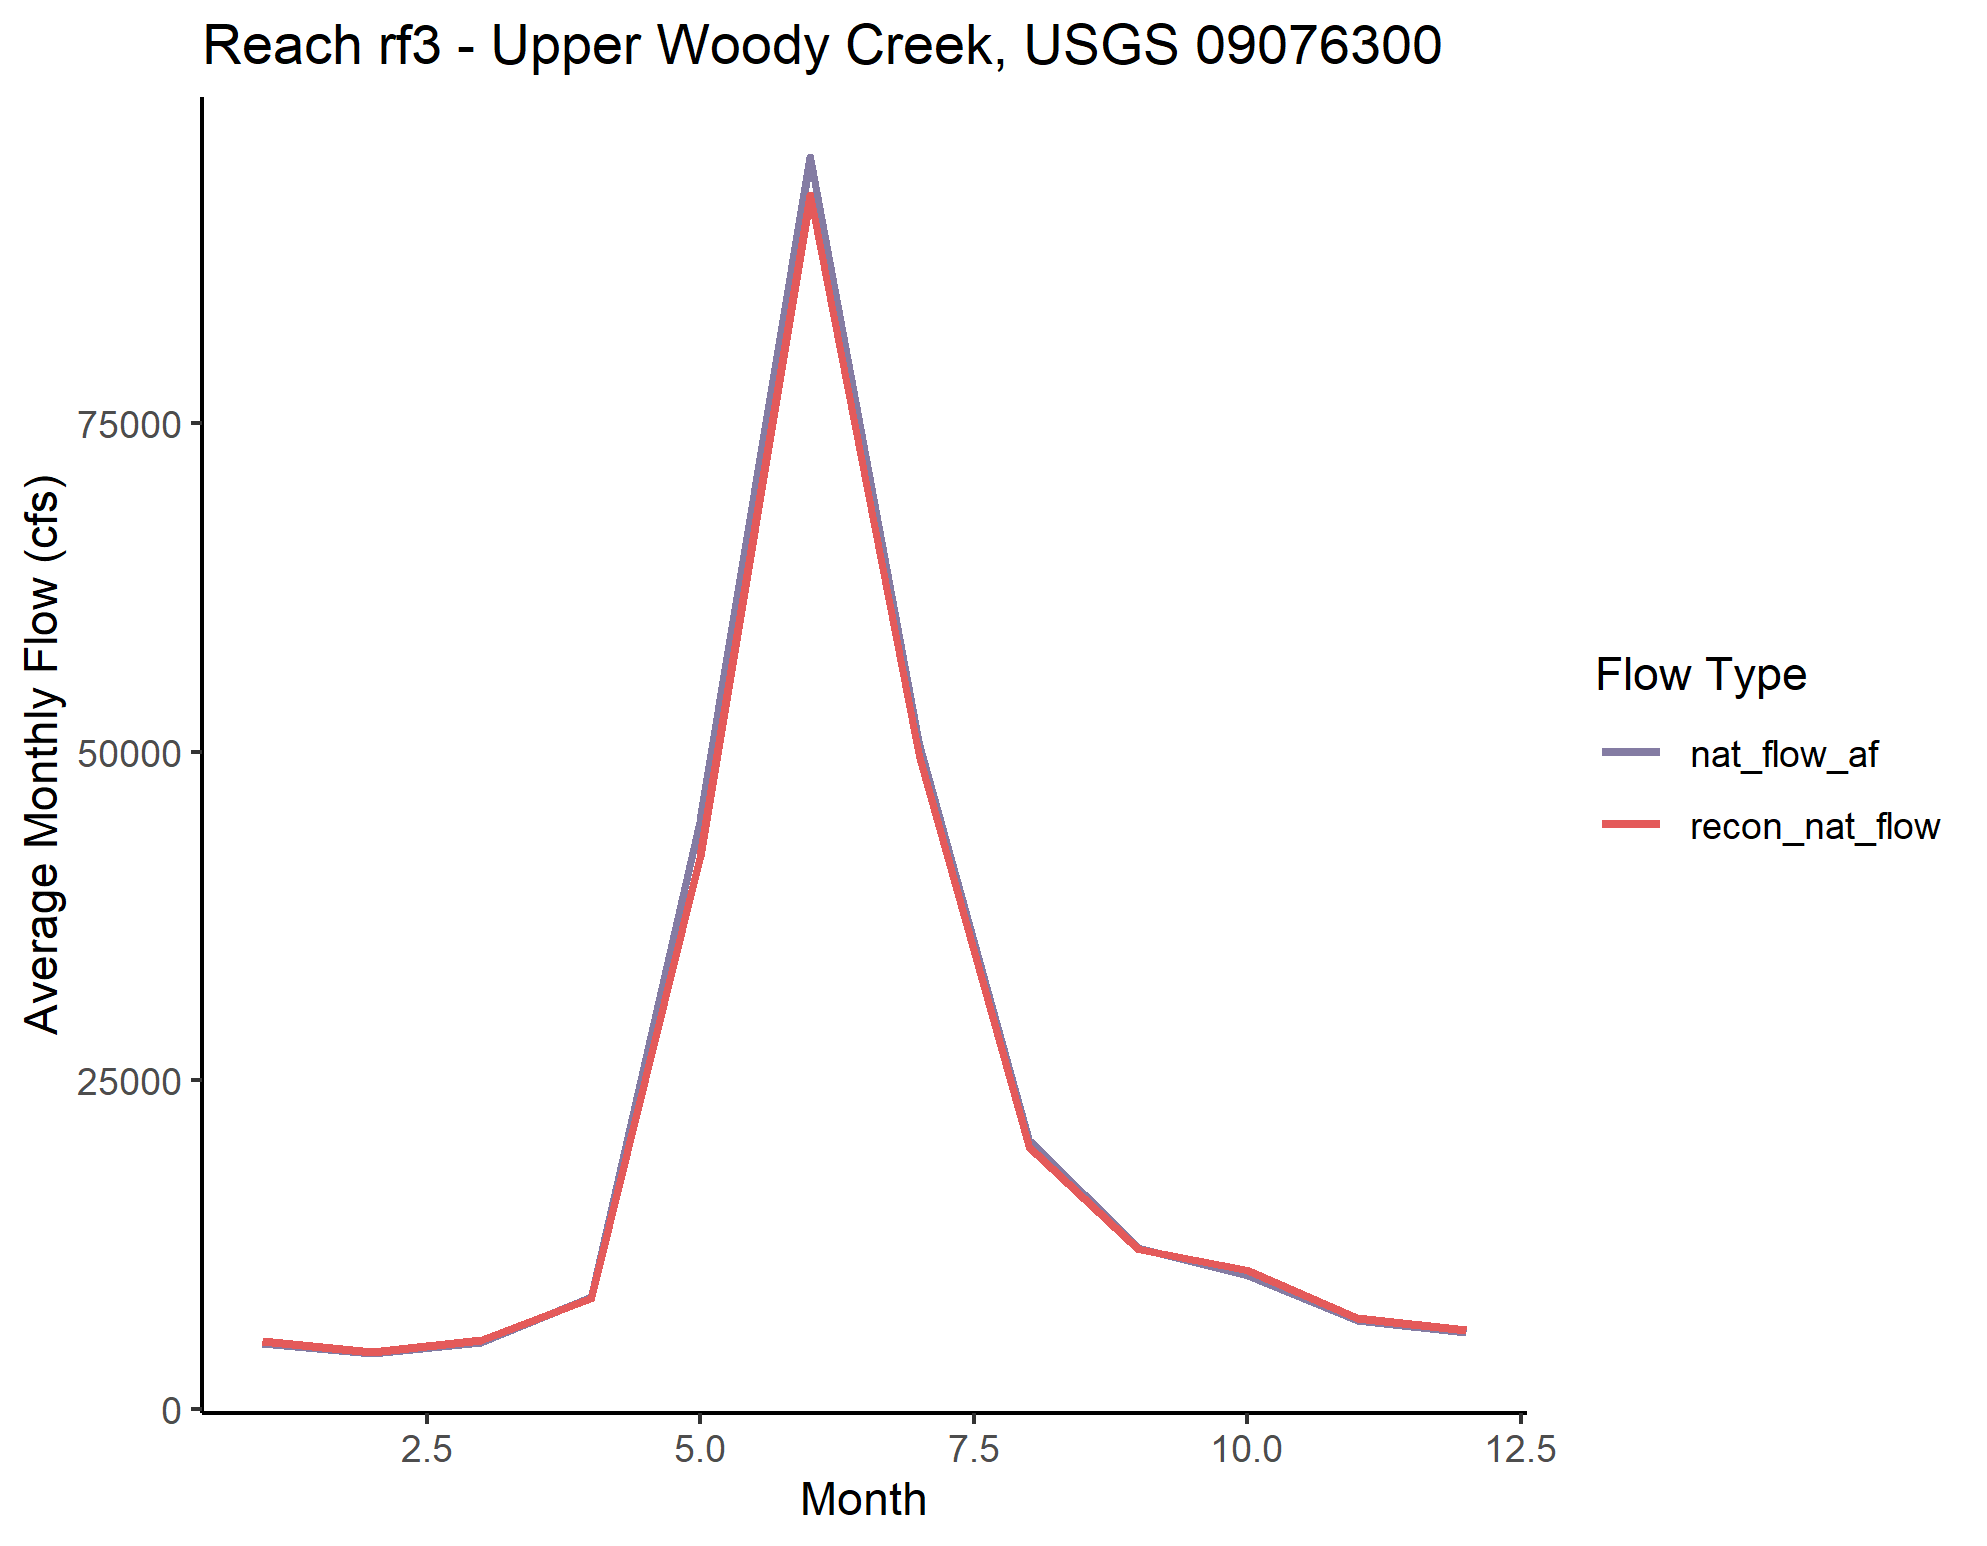 Reach rf3 - Upper Woody Creek, USGS 09076300
Average Monthly Flow (cfs)
75000
50000
25000
0
2.5
5.0
7.5
10.0
12.5
Month
Flow Type
nat_flow_af
recon_nat_flow